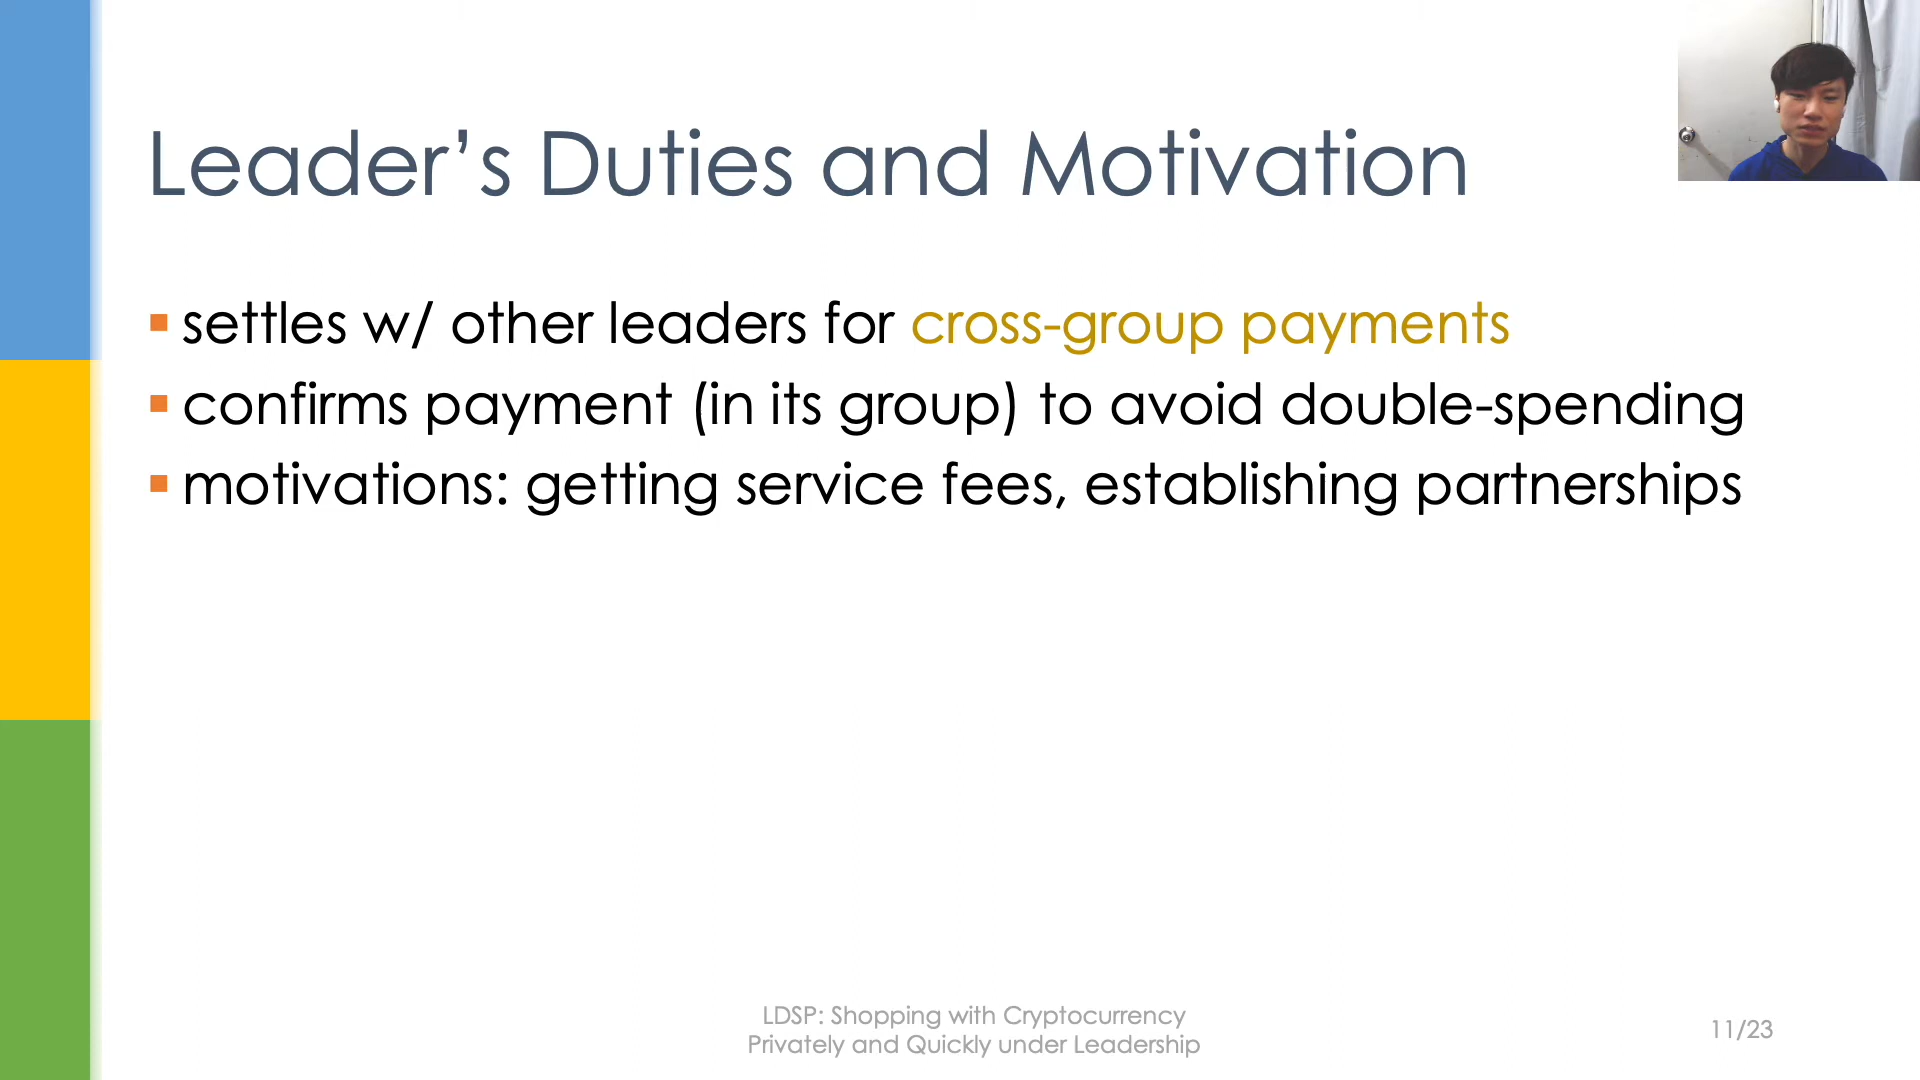 Leader’s Duties and Motivation
settles w/ other leaders for cross-group payments
confirms payment (in its group) to avoid double-spending
motivations: getting service fees, establishing partnerships
LDSP: Shopping with Cryptocurrency
Privately and Quickly under Leadership
11/23